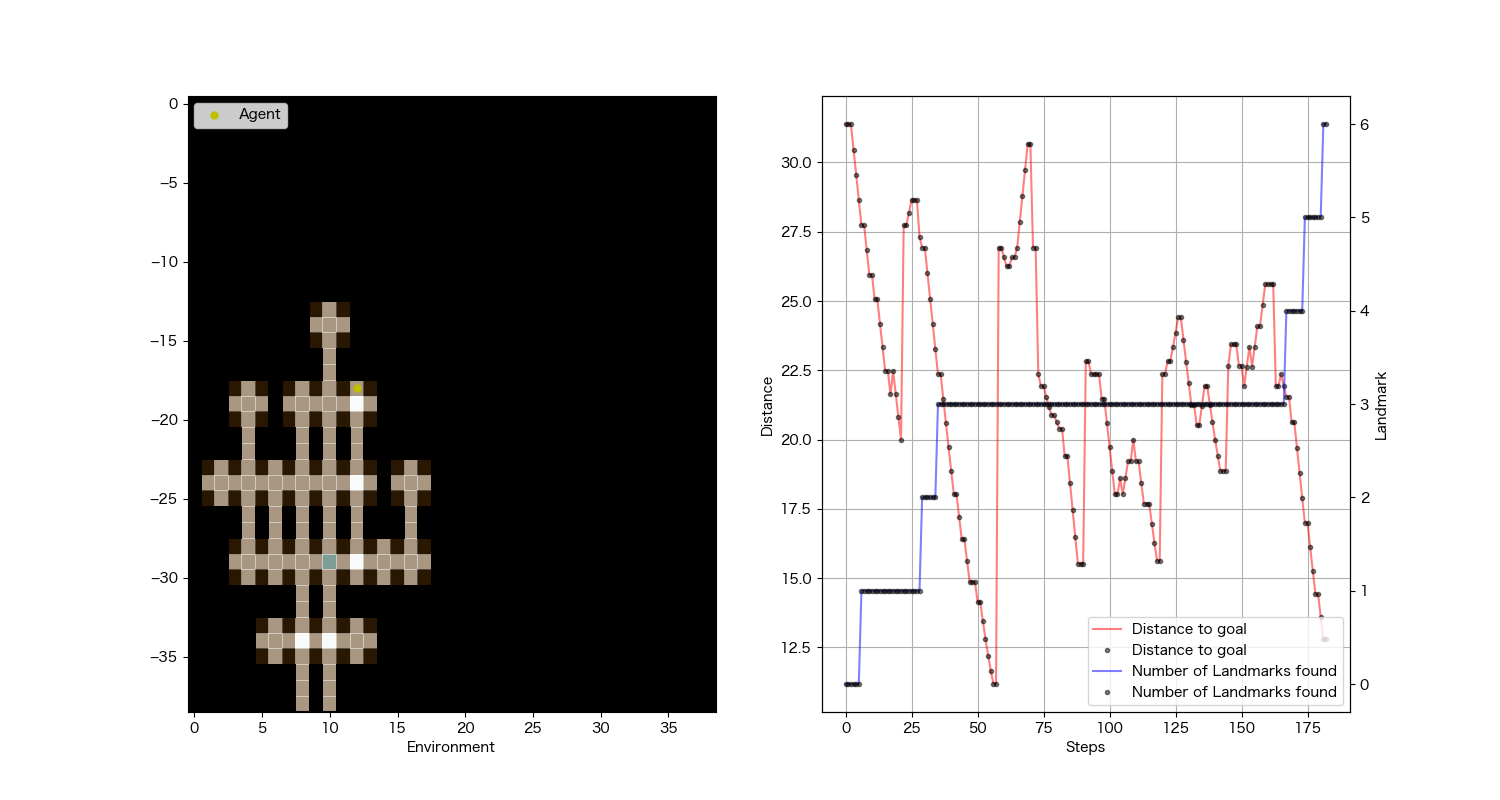 Agent
0
−5
−10
−15
−20
−25
−30
−35
0 5 10 15 20 25 30 35
Environment
Distance
30.0
27.5
25.0
22.5
20.0
17.5
15.0
12.5
0 25 50 75 100 125 150 175
Steps
6
5
4
3
2
1
0
Landmark
Distance to goal
Distance to goal
Number of Landmarks found
Number of Landmarks found